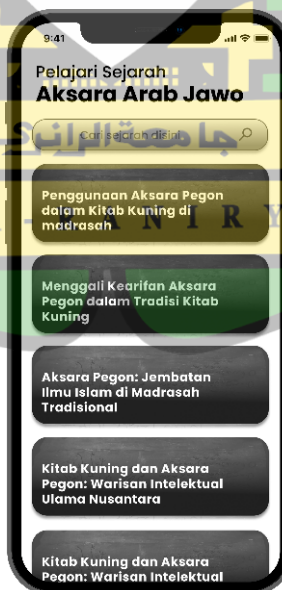 9:41
Pelajari Sejarah
Aksara Arab Jawo
Cari sejarah disini
جامعة الرانري
R A N I R Y
Penggunaan Aksara Pegon
dalam Kitab Kuning di
madrasah
Menggali Kearifan Aksara
Pegon dalam Tradisi Kitab
Kuning
Aksara Pegon: Jembatan
Ilmu Islam di Madrasah
Tradisional
Kitab Kuning dan Aksara
Pegon: Warisan Intelektual
Ulama Nusantara
Kitab Kuning dan Aksara
Pegon: Warisan Intelektual